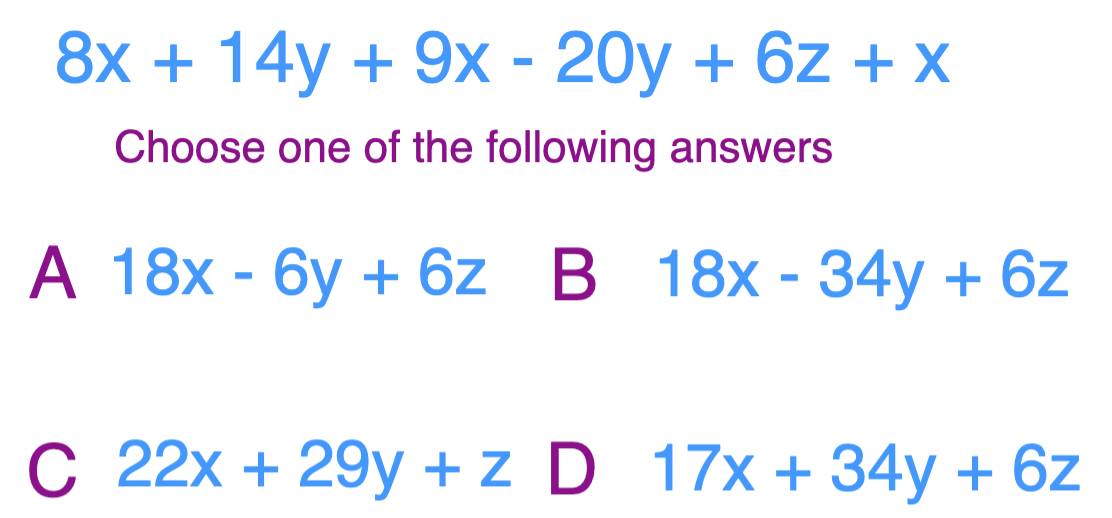 8x + 14y + 9x - 20y + 6z + x
Choose one of the following answers
A 18x - 6y + 6z B 18x - 34y + 6z
C 22x + 29y + z D 17x + 34y + 6z